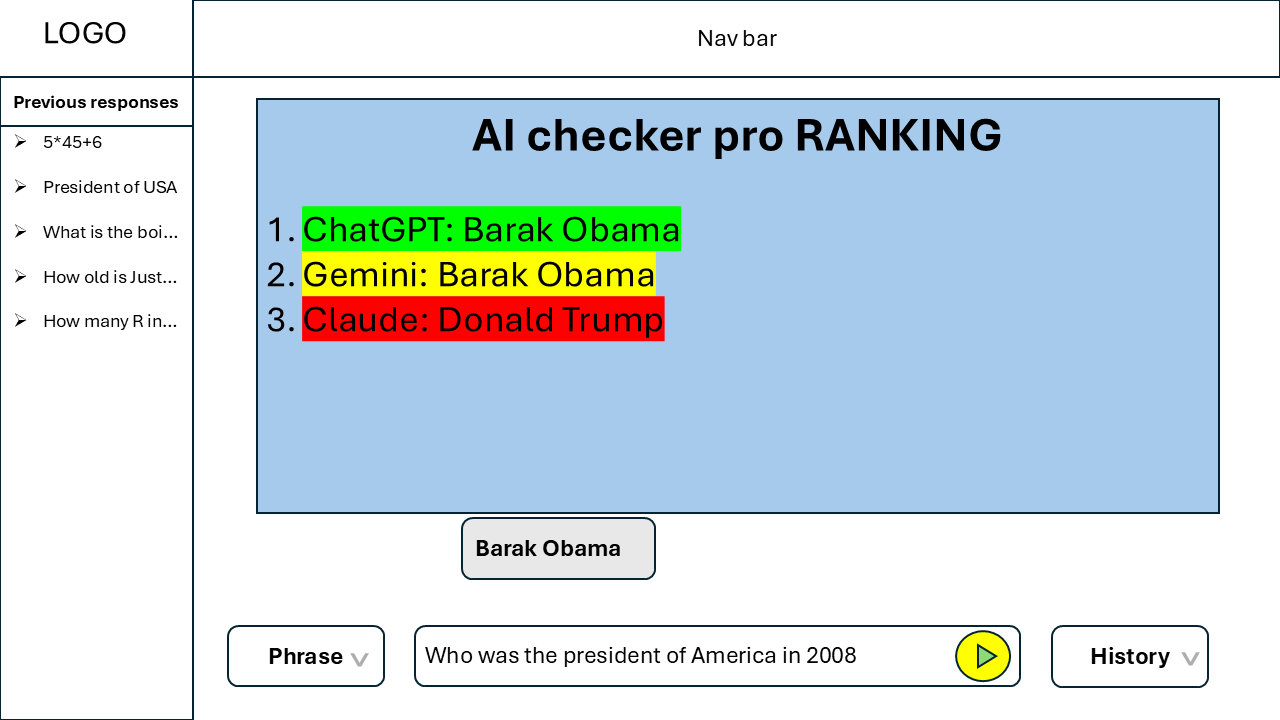 LOGO
Nav bar
Previous responses
5*45+6
President of USA
What is the boi...
How old is Just...
How many R in...
AI checker pro RANKING
1. ChatGPT: Barak Obama
2. Gemini: Barak Obama
3. Claude: Donald Trump
Barak Obama
Phrase
Who was the president of America in 2008
History